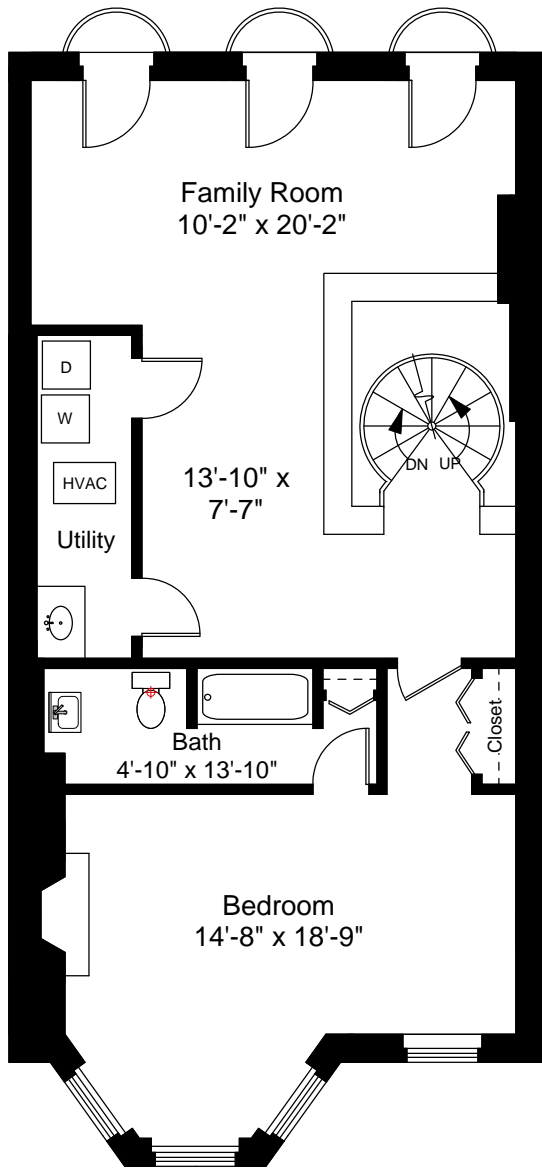 Family Room
10'-2" x 20'-2"
D
W
HVAC
Utility
13'-10" x
7'-7"
DN UP
Bath
4'-10" x 13'-10"
Closet
Bedroom
14'-8" x 18'-9"